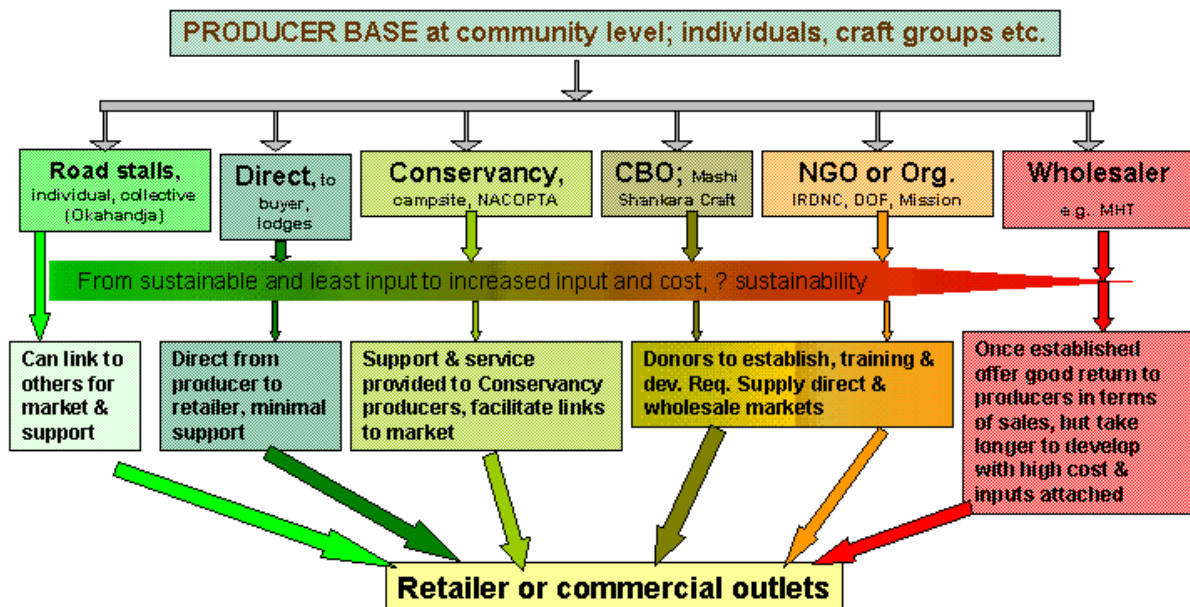 PRODUCER BASE at community level; individuals, craft groups etc.
Road stalls,
individual, collective
(Okahandja)
Direct, to
buyer,
lodges
Conservancy,
campsite, NACOPTA
CBO; Mashi
Shankara Craft
NGO or Org.
IRDNC, DOF, Mission
Wholesaler
e.g., MHT
From sustainable and least input to increased input and cost, ? sustainability
Can link to
others for
market &
support
Direct from
producer to
retailer, minimal
support
Support & service
provided to Conservancy
producers, facilitate links
to market
Donors to establish, training &
dev. Req. Supply direct &
wholesale markets
Once established
offer good return to
producers in terms
of sales, but take
longer to develop
with high cost &
inputs attached
Retailer or commercial outlets